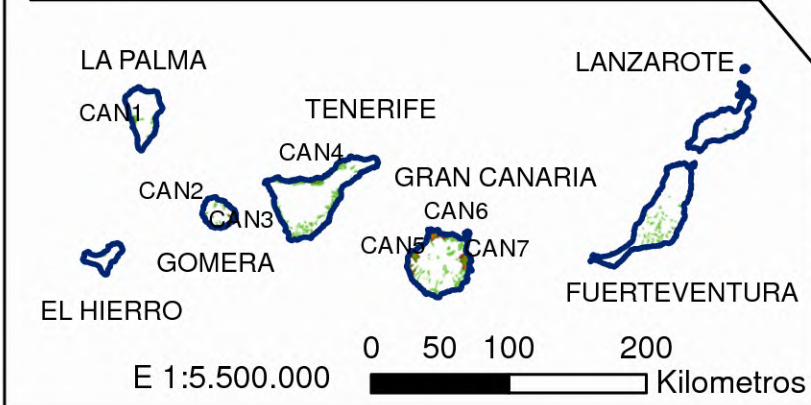 LA PALMA
LANZAROTE
CAN1
TENERIFE
CAN4
GRAN CANARIA
CAN2
CAN6
CAN3
CAN5
CAN7
GOMERA
FUERTEVENTURA
EL HIERRO
0 50 100 200
E 1:5.500.000
Kilometros